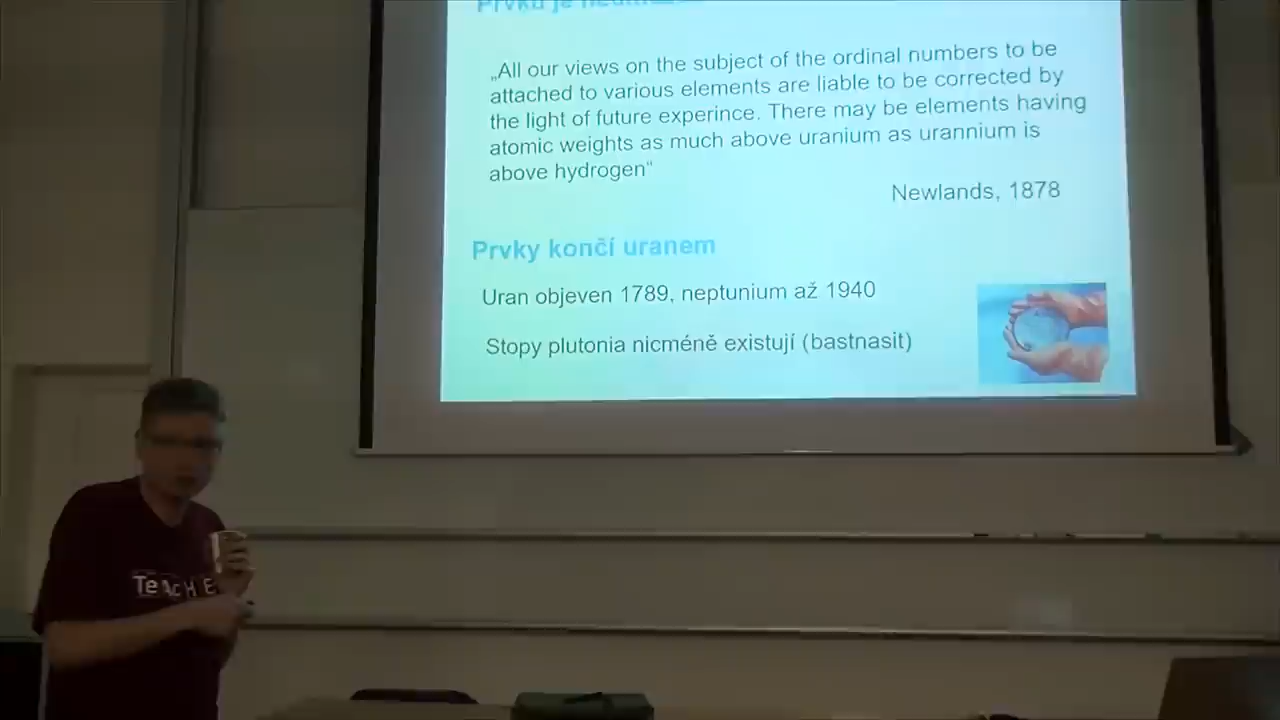 Prvků je
„All our views on the subject of the ordinal numbers to be
attached to various elements are liable to be corrected by
the light of future experince. There may be elements having
atomic weights as much above uranium as urannium is
above hydrogen“
Newlands, 1878
Prvky končí uranem
Uran objeven 1789, neptunium až 1940
Stopy plutonia nicméně existují (bastnasit)
TeAcHE